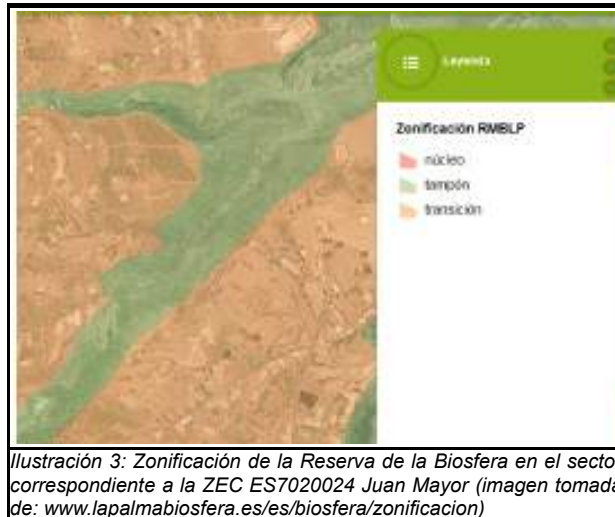 Leyenda
Zonificación RMBLP
núcleo
tampón
transición
Ilustración 3: Zonificación de la Reserva de la Biosfera en el secto
correspondiente a la ZEC ES7020024 Juan Mayor (imagen tomada
de: www.lapalmabiosfera.es/es/biosfera/zonificacion)